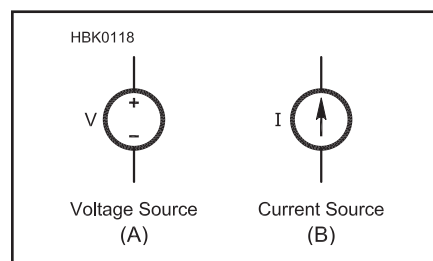 HBK0118
V
+
–
I
Voltage Source
Current Source
(A)
(B)